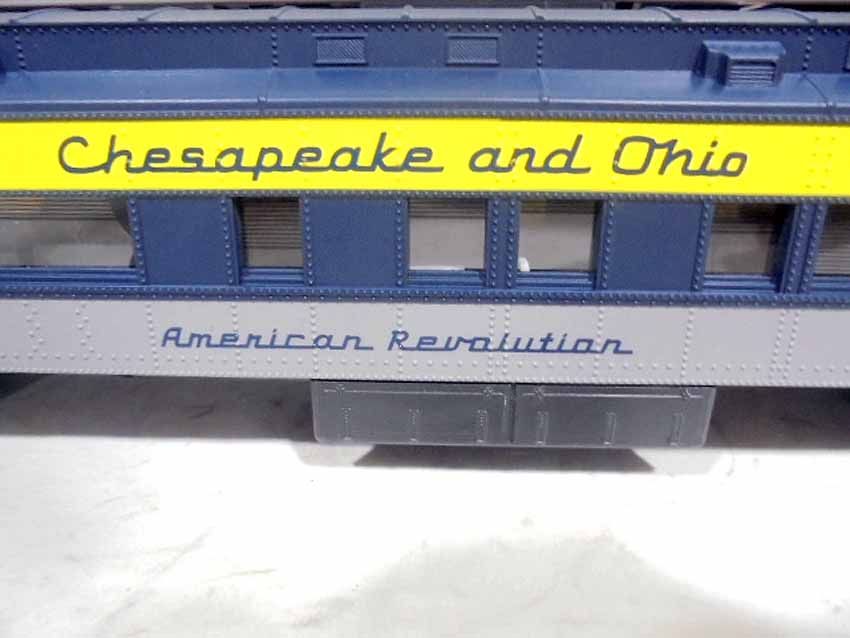 Chesapeake and Ohio
American Revolution